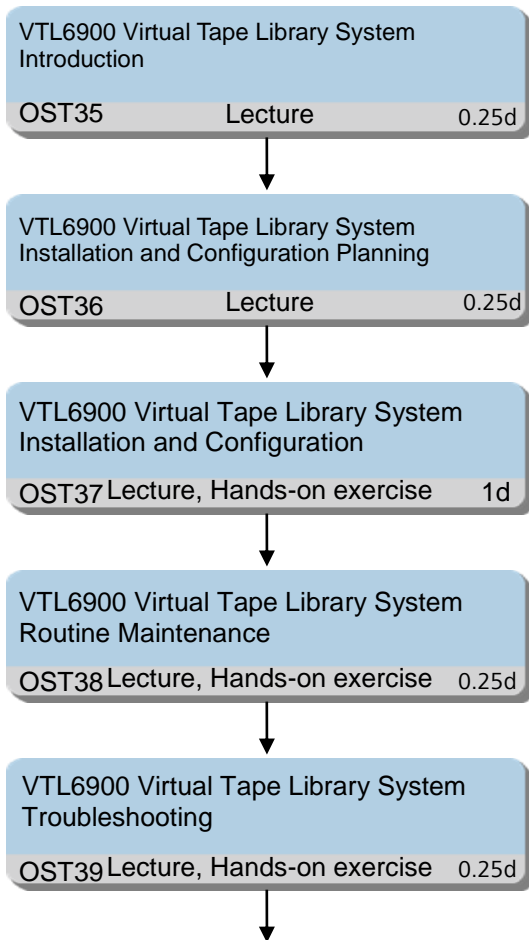 VTL6900 Virtual Tape Library System
Introduction
OST35 Lecture 0.25d
VTL6900 Virtual Tape Library System
Installation and Configuration Planning
OST36 Lecture 0.25d
VTL6900 Virtual Tape Library System
Installation and Configuration
OST37 Lecture, Hands-on exercise 1d
VTL6900 Virtual Tape Library System
Routine Maintenance
OST38 Lecture, Hands-on exercise 0.25d
VTL6900 Virtual Tape Library System
Troubleshooting
OST39 Lecture, Hands-on exercise 0.25d